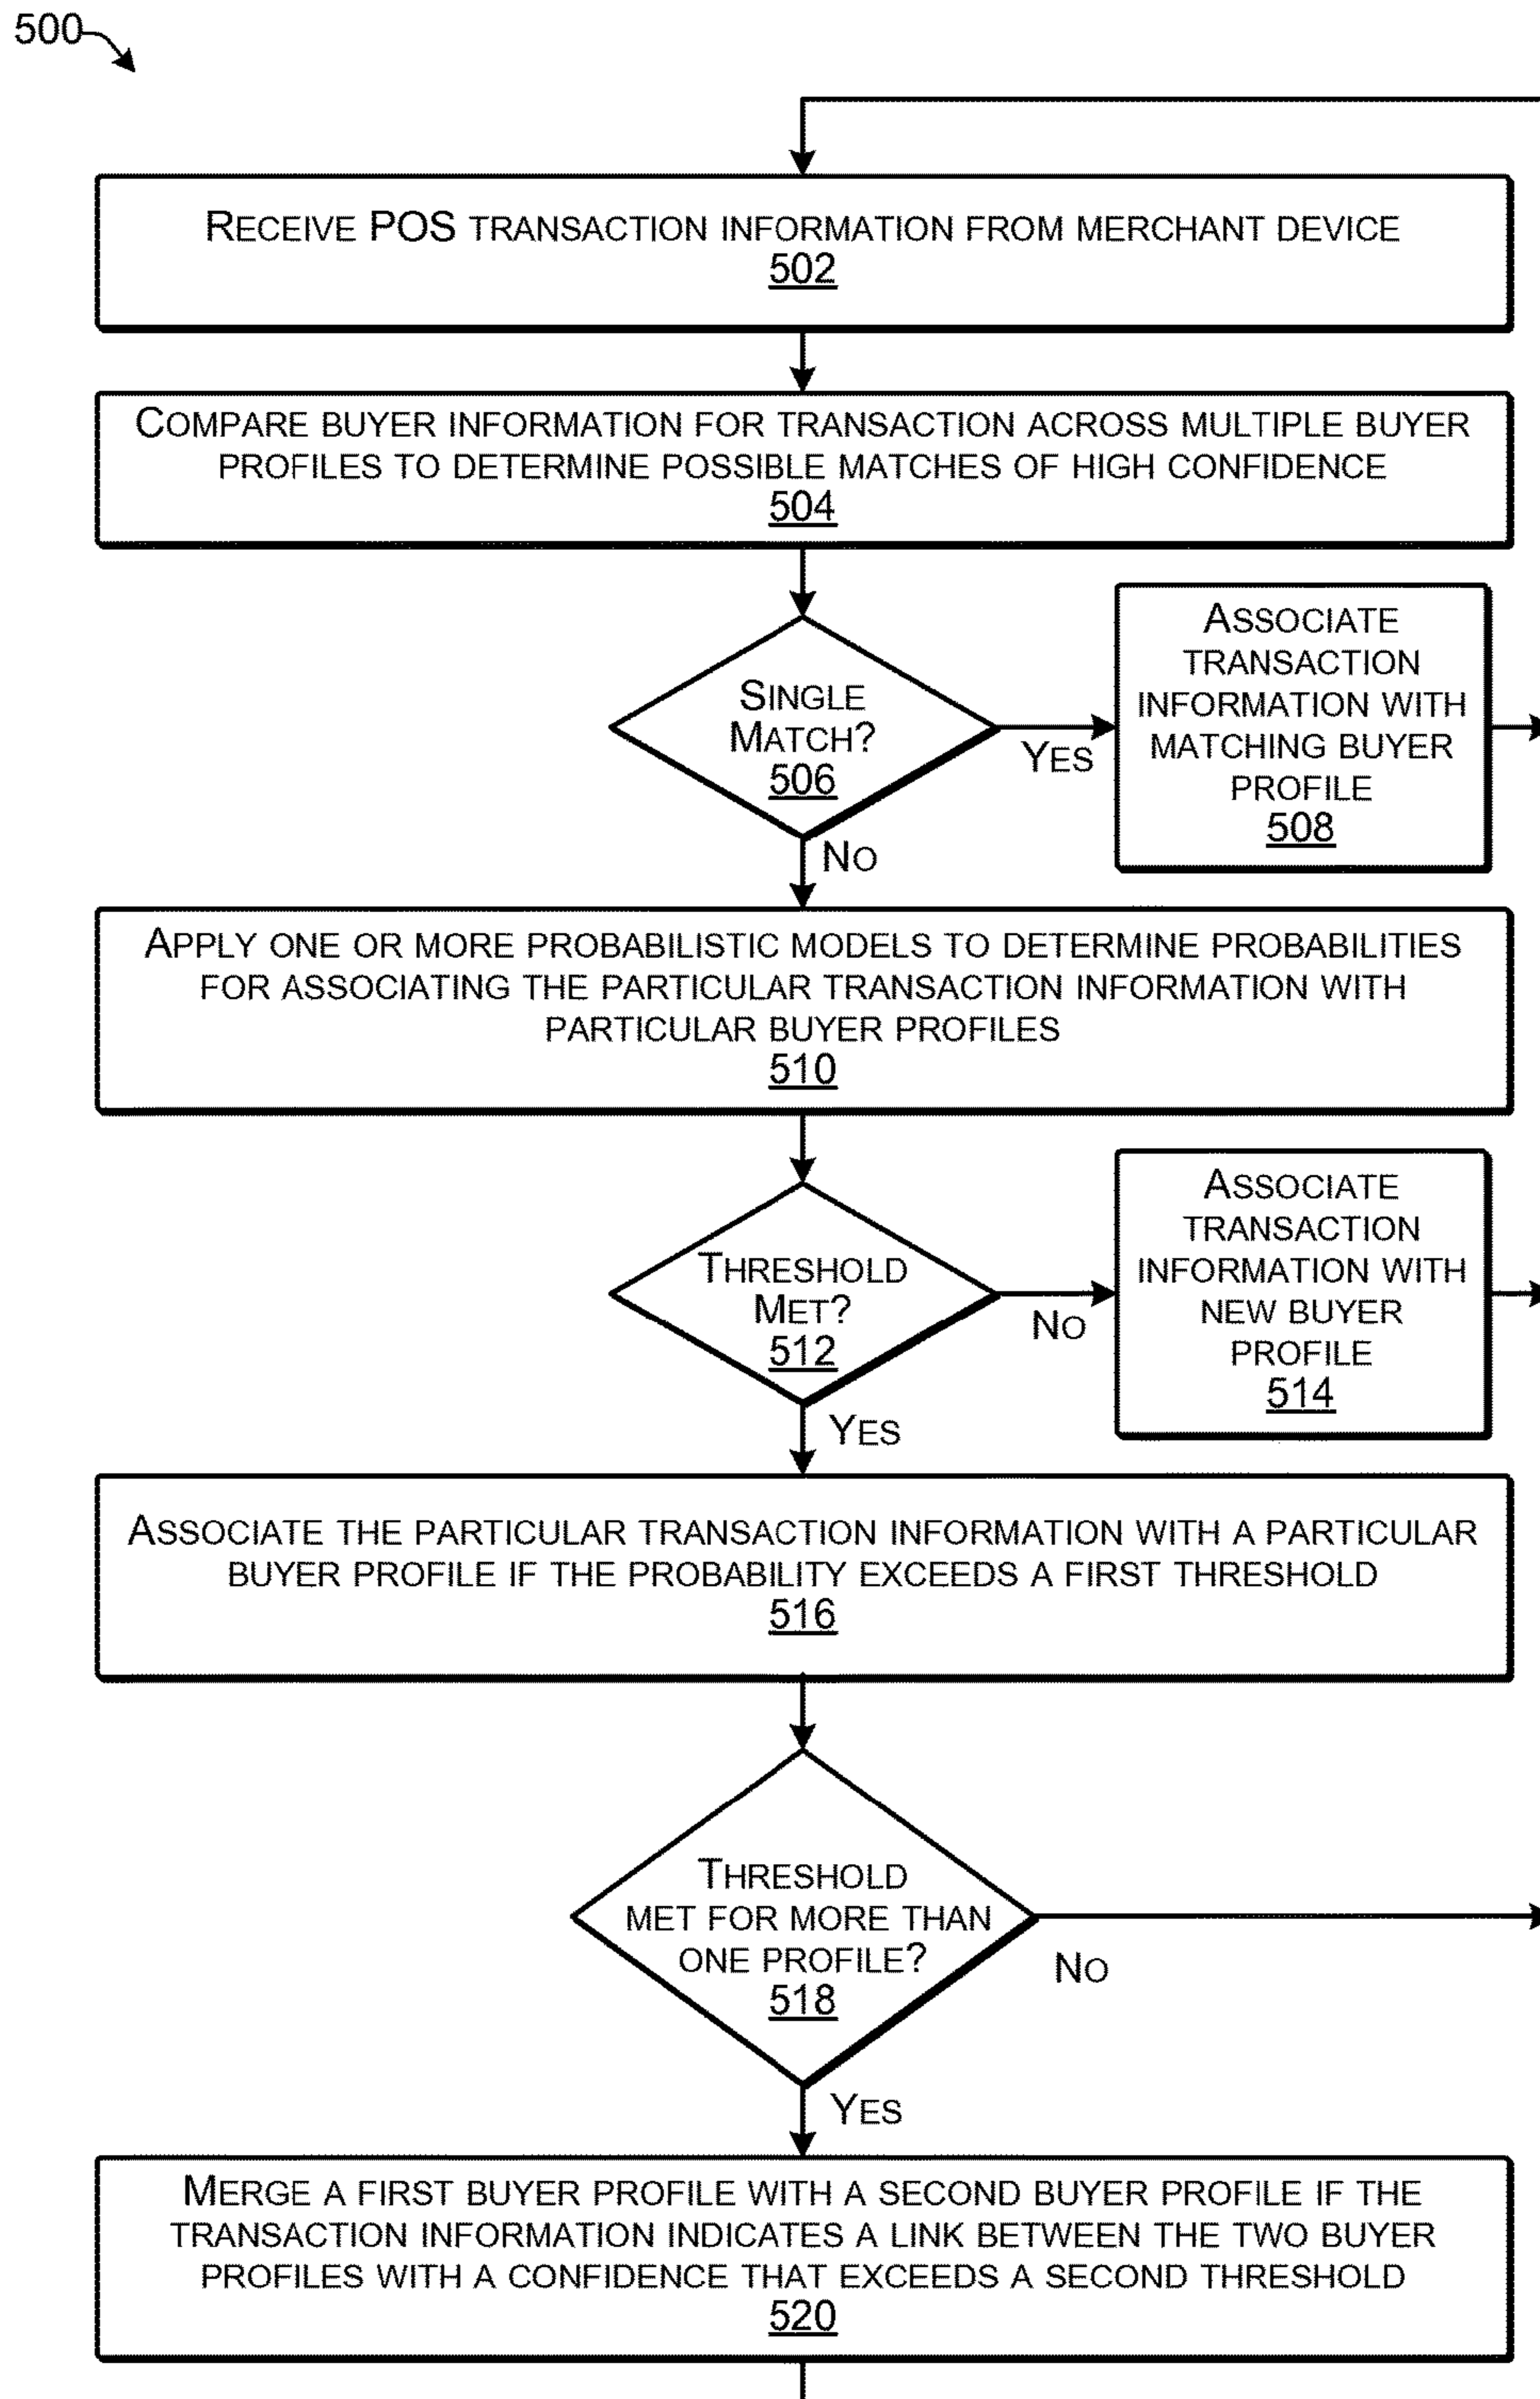 500
RECEIVE POS TRANSACTION INFORMATION FROM MERCHANT DEVICE
502
COMPARE BUYER INFORMATION FOR TRANSACTION ACROSS MULTIPLE BUYER
PROFILES TO DETERMINE POSSIBLE MATCHES OF HIGH CONFIDENCE
504
SINGLE
MATCH?
506
YES
ASSOCIATE
TRANSACTION
INFORMATION WITH
MATCHING BUYER
PROFILE
508
NO
APPLY ONE OR MORE PROBABILISTIC MODELS TO DETERMINE PROBABILITIES
FOR ASSOCIATING THE PARTICULAR TRANSACTION INFORMATION WITH
PARTICULAR BUYER PROFILES
510
THRESHOLD
MET?
512
NO
ASSOCIATE
TRANSACTION
INFORMATION WITH
NEW BUYER
PROFILE
514
YES
ASSOCIATE THE PARTICULAR TRANSACTION INFORMATION WITH A PARTICULAR
BUYER PROFILE IF THE PROBABILITY EXCEEDS A FIRST THRESHOLD
516
THRESHOLD
MET FOR MORE THAN
ONE PROFILE?
518
NO
YES
MERGE A FIRST BUYER PROFILE WITH A SECOND BUYER PROFILE IF THE
TRANSACTION INFORMATION INDICATES A LINK BETWEEN THE TWO BUYER
PROFILES WITH A CONFIDENCE THAT EXCEEDS A SECOND THRESHOLD
520